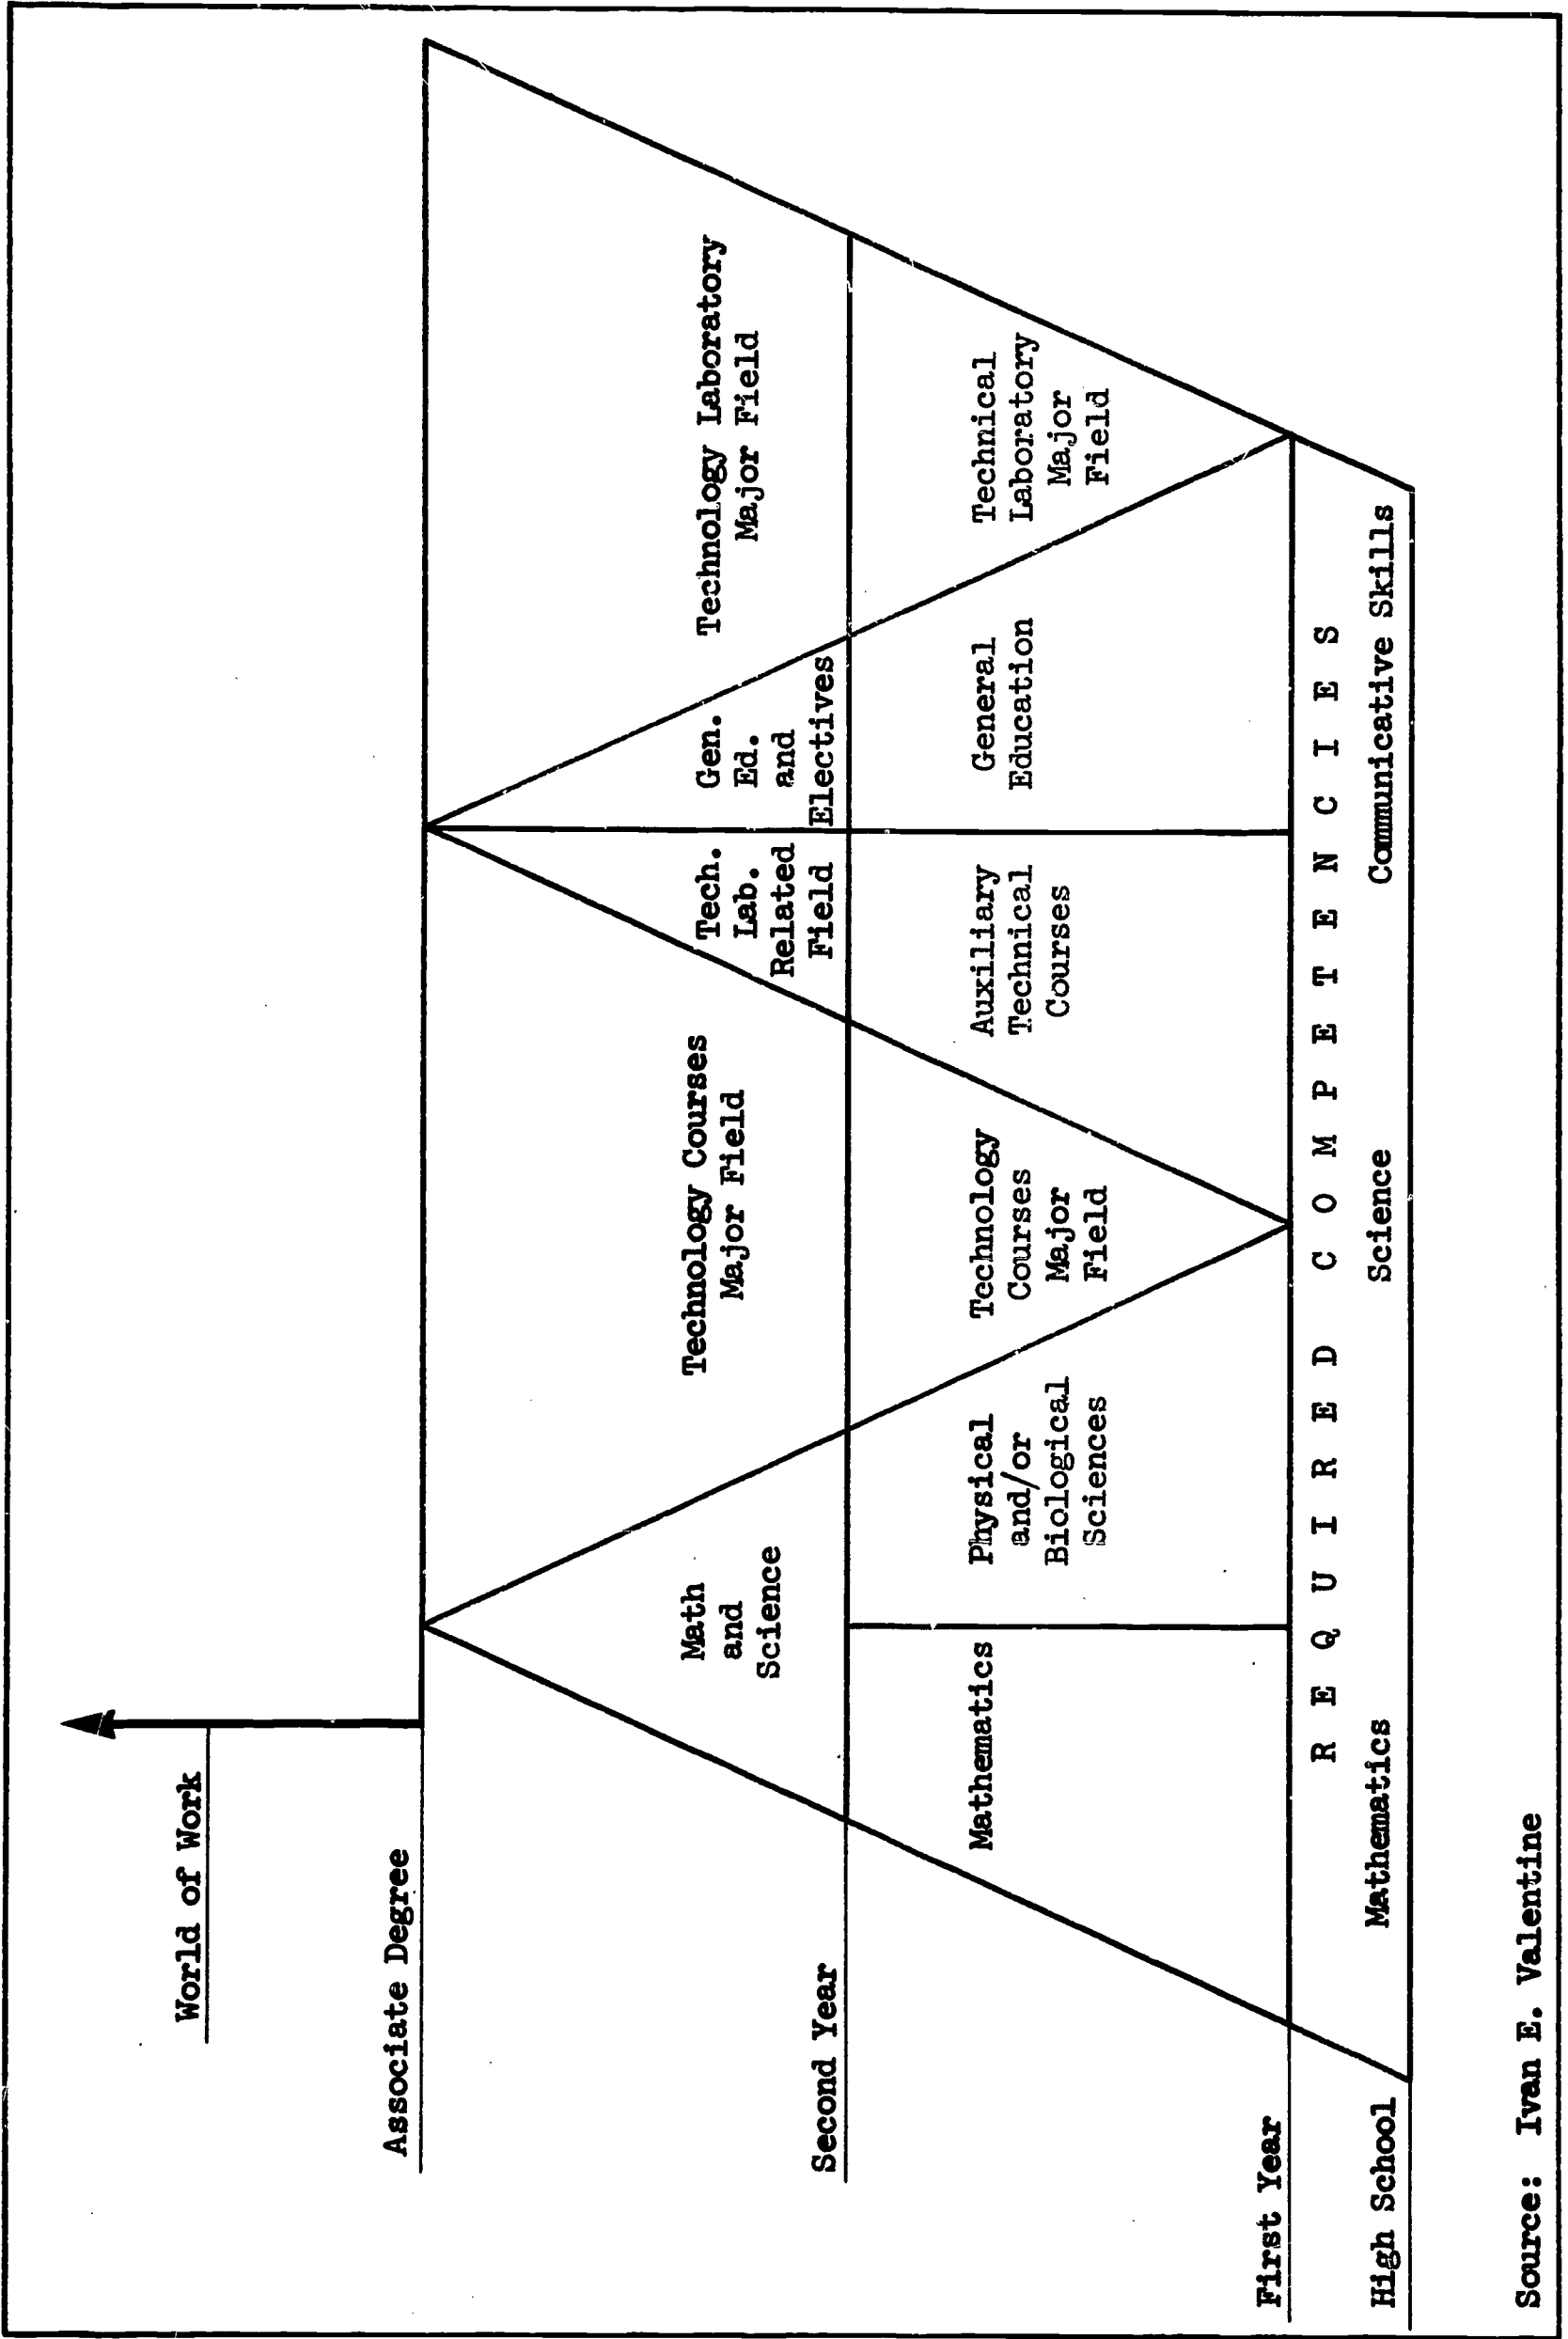 World of Work
Associate Degree
Math
and
Science
Technology Courses
Major Field
Tech.
Lab.
Related
Field
Gen.
Ed.
and
Electives
Technology Laboratory
Major Field
Second Year
Mathematics
Physical
and/or
Biological
Sciences
Technology
Courses
Major
Field
Auxiliary
Technical
Courses
General
Education
Technical
Laboratory
Major
Field
First Year
REQUIRED COMPETENCIES
High School
Mathematics
Science
Communicative Skills
Source: Ivan E. Valentine